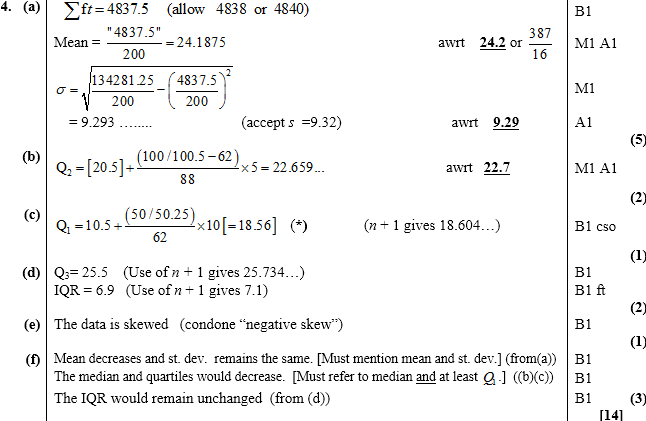 4. (a) ∑ft = 4837.5 (allow 4838 or 4840) B1
Mean = "4837.5"/200 = 24.1875 awrt 24.2 or 387/16 M1 A1
σ = √(134281.25/200 − (4837.5/200)²) M1
= 9.293 ........ (accept s =9.32) awrt 9.29 A1
(5)
(b) Q₂ = [20.5] + (100/100.5 − 62)/88 × 5 = 22.659... awrt 22.7 M1 A1
(2)
(c) Q₁ = 10.5 + (50/50.25)/62 × 10 [= 18.56] (*) (n + 1 gives 18.604...) B1 cso
(1)
(d) Q₃= 25.5 (Use of n + 1 gives 25.734...) B1
IQR = 6.9 (Use of n + 1 gives 7.1) B1 ft
(2)
(e) The data is skewed (condone “negative skew”) B1
(1)
(f) Mean decreases and st. dev. remains the same. [Must mention mean and st. dev.] (from(a)) B1
The median and quartiles would decrease. [Must refer to median and at least Q₁.] ((b)(c)) B1
The IQR would remain unchanged (from (d)) B1 (3)
[14]